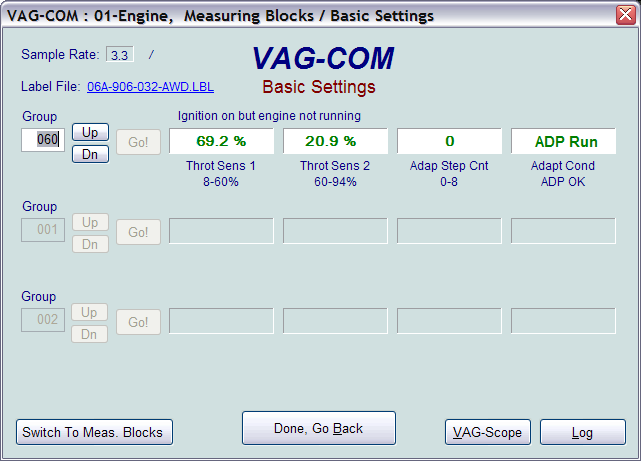 VAG-COM : 01-Engine, Measuring Blocks / Basic Settings
Sample Rate: 3.3 /
VAG-COM
Label File: 06A-906-032-AWD.LBL
Basic Settings
Group
Ignition on but engine not running
060 Up Dn Go! 69.2 % 20.9 % 0 ADP Run
Throt Sens 1 Throt Sens 2 Adap Step Cnt Adapt Cond
8-60% 60-94% 0-8 ADP OK
Group
001 Up Dn Go!
Group
002 Up Dn Go!
Switch To Meas. Blocks Done, Go Back VAG-Scope Log